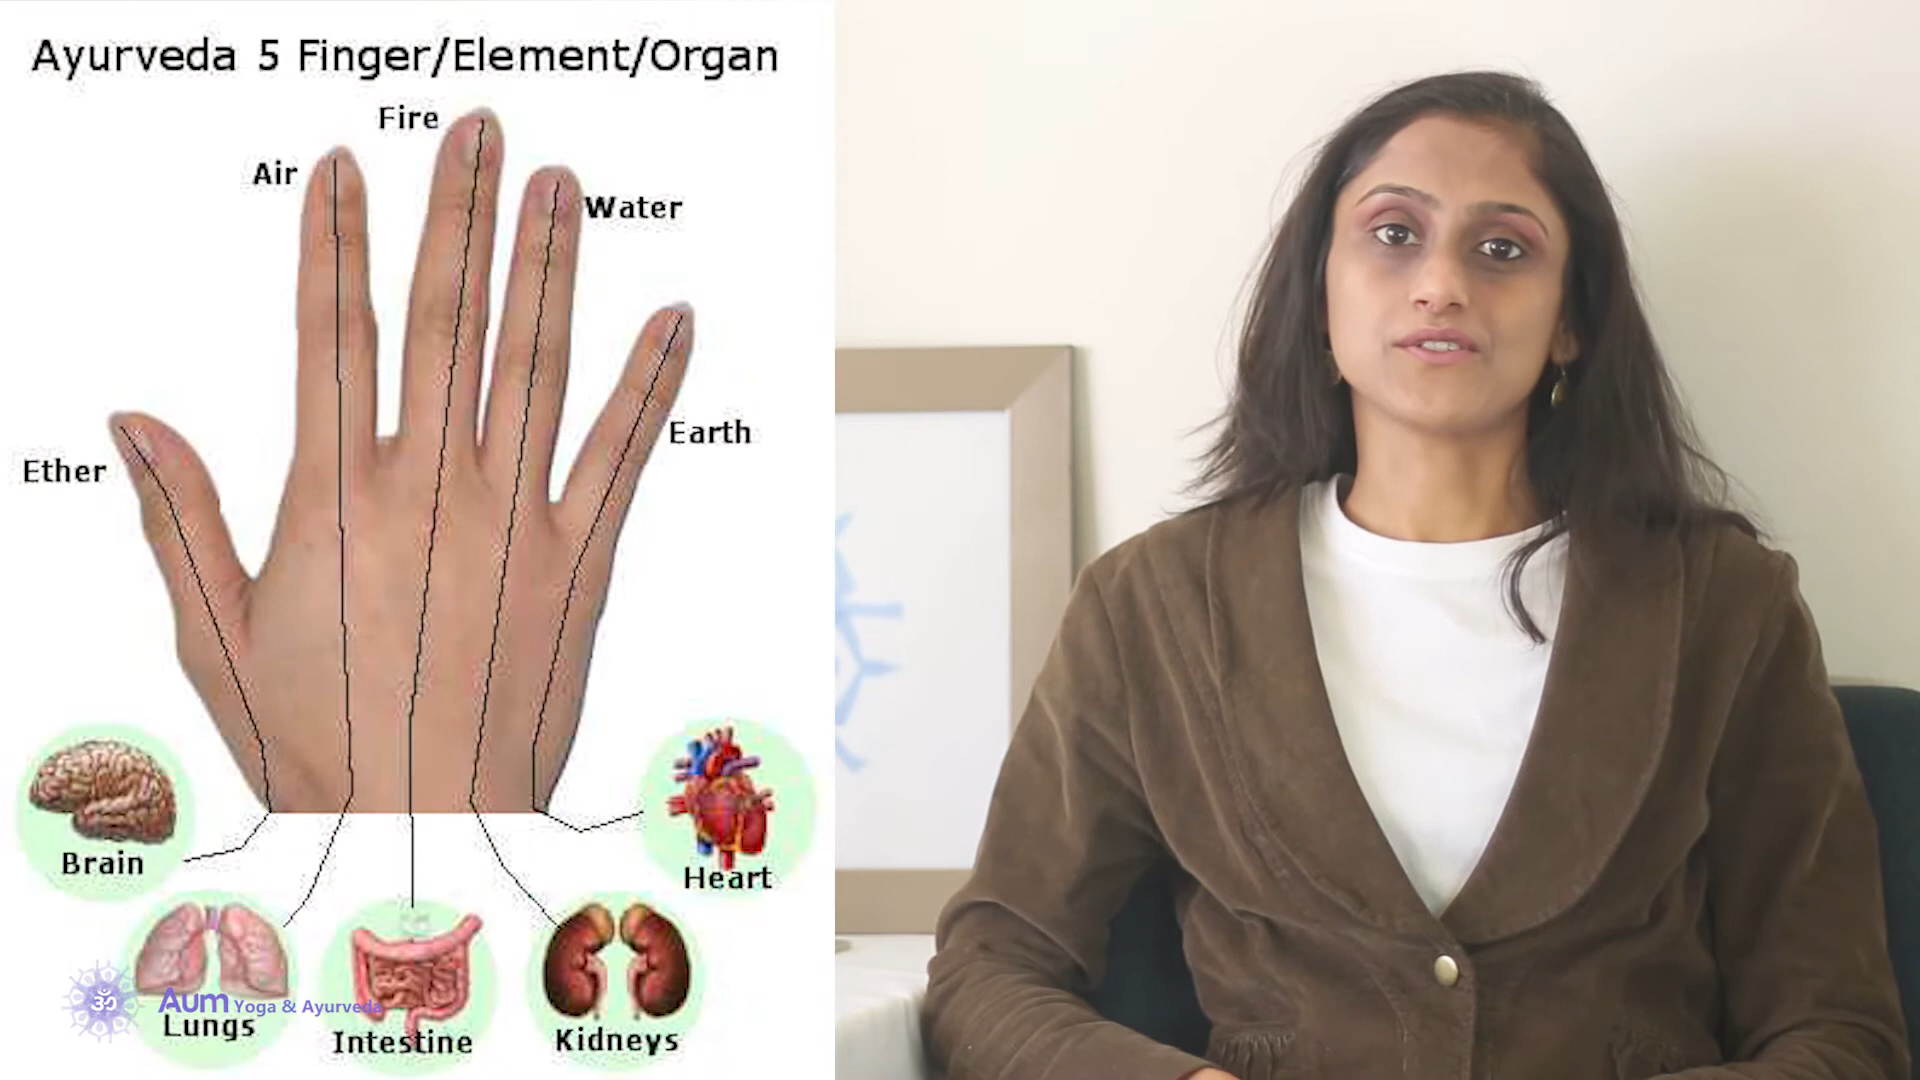 Ayurveda 5 Finger/Element/Organ
Fire
Air
Water
Earth
Ether
Brain
Heart
ॐ
Aum Yoga & Ayurveda
Lungs
Intestine
Kidneys